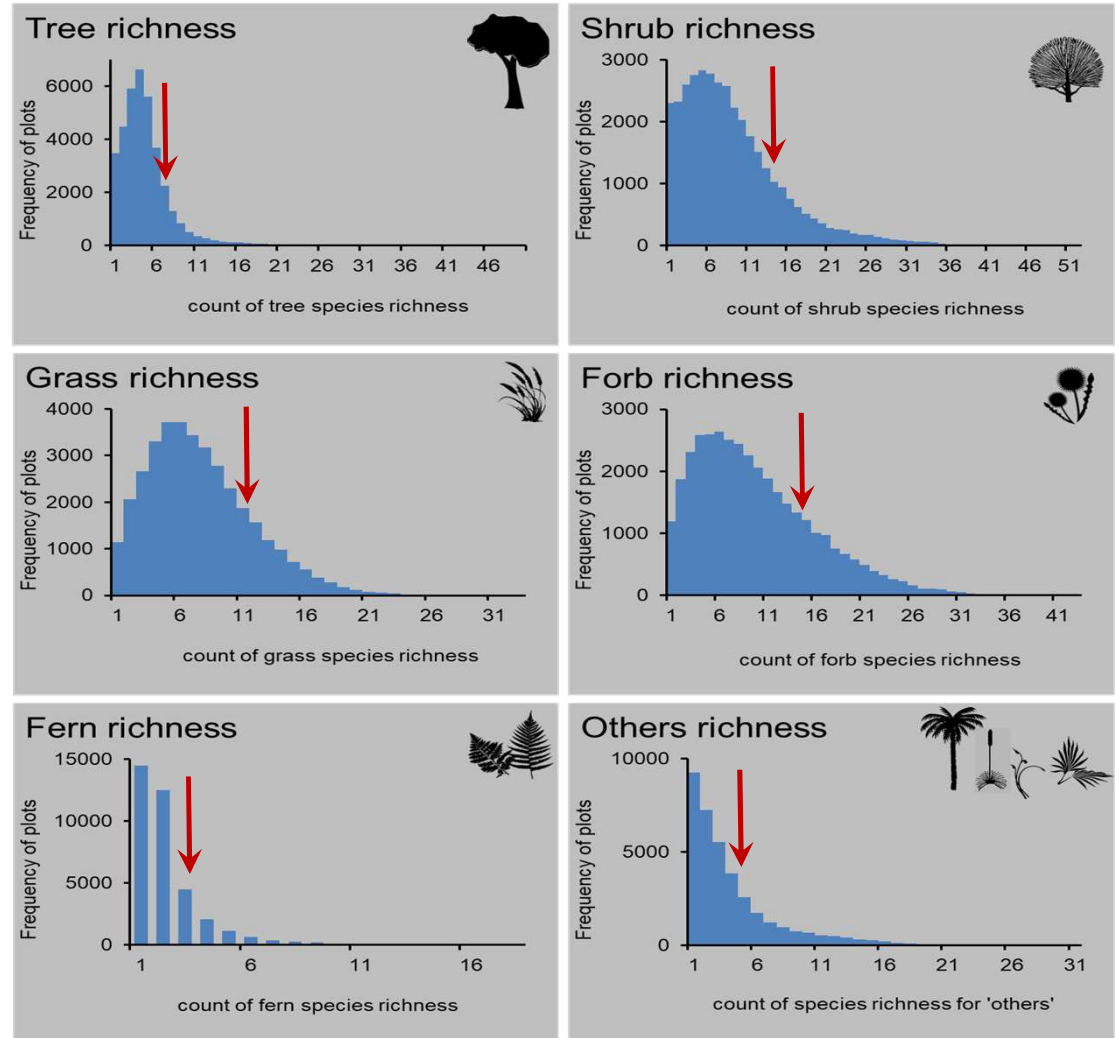 Tree richness
Frequency of plots
6000
4000
2000
0
1 6 11 16 21 26 31 36 41 46
count of tree species richness
Shrub richness
Frequency of plots
3000
2000
1000
0
1 6 11 16 21 26 31 36 41 46 51
count of shrub species richness
Grass richness
Frequency of plots
4000
3000
2000
1000
0
1 6 11 16 21 26 31
count of grass species richness
Forb richness
Frequency of plots
3000
2000
1000
0
1 6 11 16 21 26 31 36 41
count of forb species richness
Fern richness
Frequency of plots
15000
10000
5000
0
1 6 11 16
count of fern species richness
Others richness
Frequency of plots
10000
5000
0
1 6 11 16 21 26 31
count of species richness for 'others'